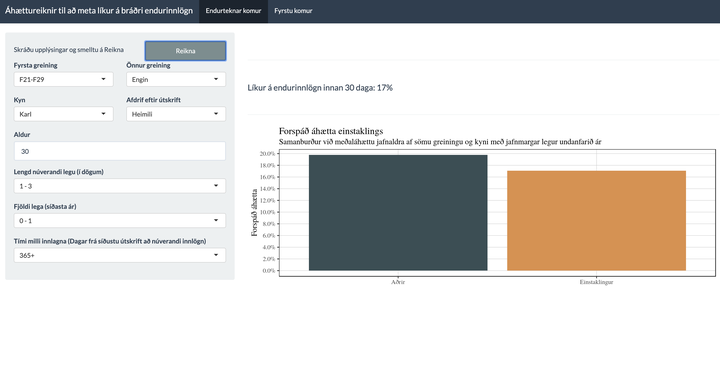 Áhættureiknir til að meta líkur á bráðri endurinnlögn
Endurteknar komur
Fyrstu komur
Skráðu upplýsingar og smelltu á Reikna
Reikna
Fyrsta greining
Önnur greining
F21-F29
Engin
Kyn
Afdrif eftir útskrift
Karl
Heimili
Aldur
30
Lengd núverandi legu (í dögum)
1 - 3
Fjöldi lega (síðasta ár)
0 - 1
Tími milli innlagna (Dagar frá síðustu útskrift að núverandi innlögn)
365+
Líkur á endurinnlögn innan 30 daga: 17%
Forspáð áhætta einstaklings
Samanburður við meðaláhættu jafnaldra af sömu greiningu og kyni með jafnmargar legur undanfarið ár
Forspáð áhætta
20.0%
18.0%
16.0%
14.0%
12.0%
10.0%
8.0%
6.0%
4.0%
2.0%
0.0%
Aðrir
Einstaklingur